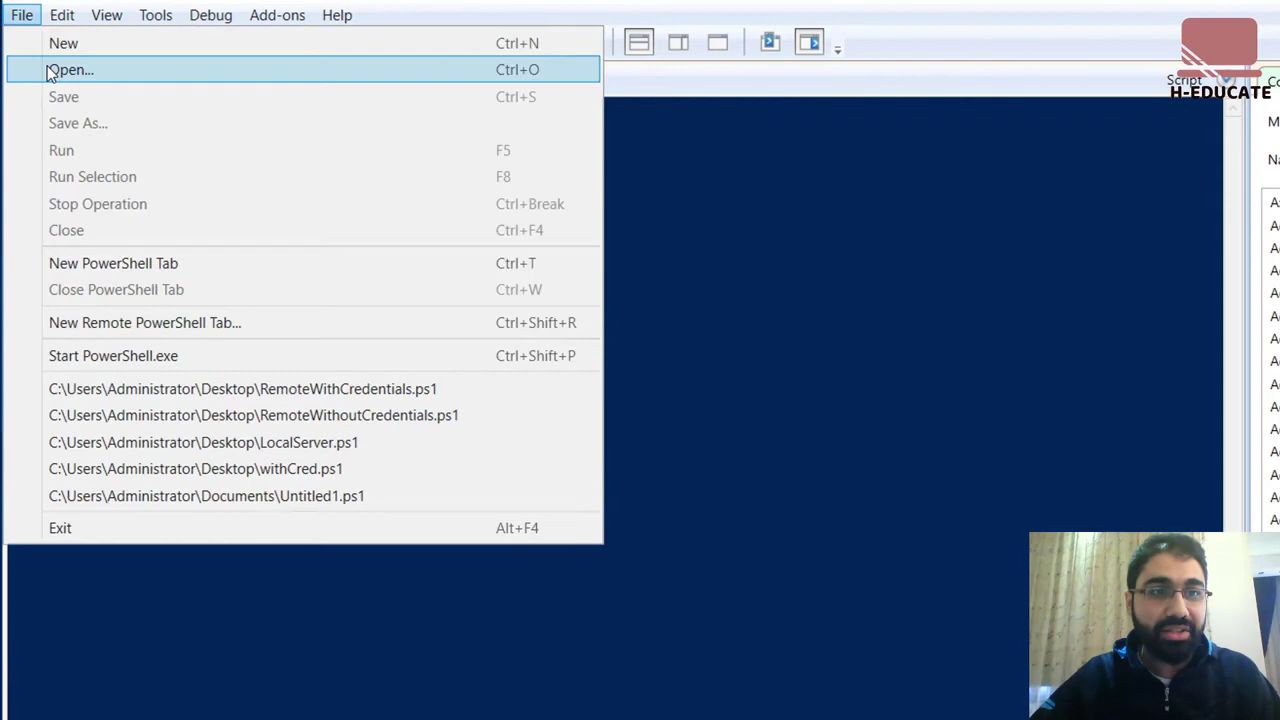 File Edit View Tools Debug Add-ons Help
New Ctrl+N
Open... Ctrl+O
Save Ctrl+S
Save As...
Run F5
Run Selection F8
Stop Operation Ctrl+Break
Close Ctrl+F4
New PowerShell Tab Ctrl+T
Close PowerShell Tab Ctrl+W
New Remote PowerShell Tab... Ctrl+Shift+R
Start PowerShell.exe Ctrl+Shift+P
C:\Users\Administrator\Desktop\RemoteWithCredentials.ps1
C:\Users\Administrator\Desktop\RemoteWithoutCredentials.ps1
C:\Users\Administrator\Desktop\LocalServer.ps1
C:\Users\Administrator\Desktop\withCred.ps1
C:\Users\Administrator\Documents\Untitled1.ps1
Exit Alt+F4
Script
H-EDUCATE